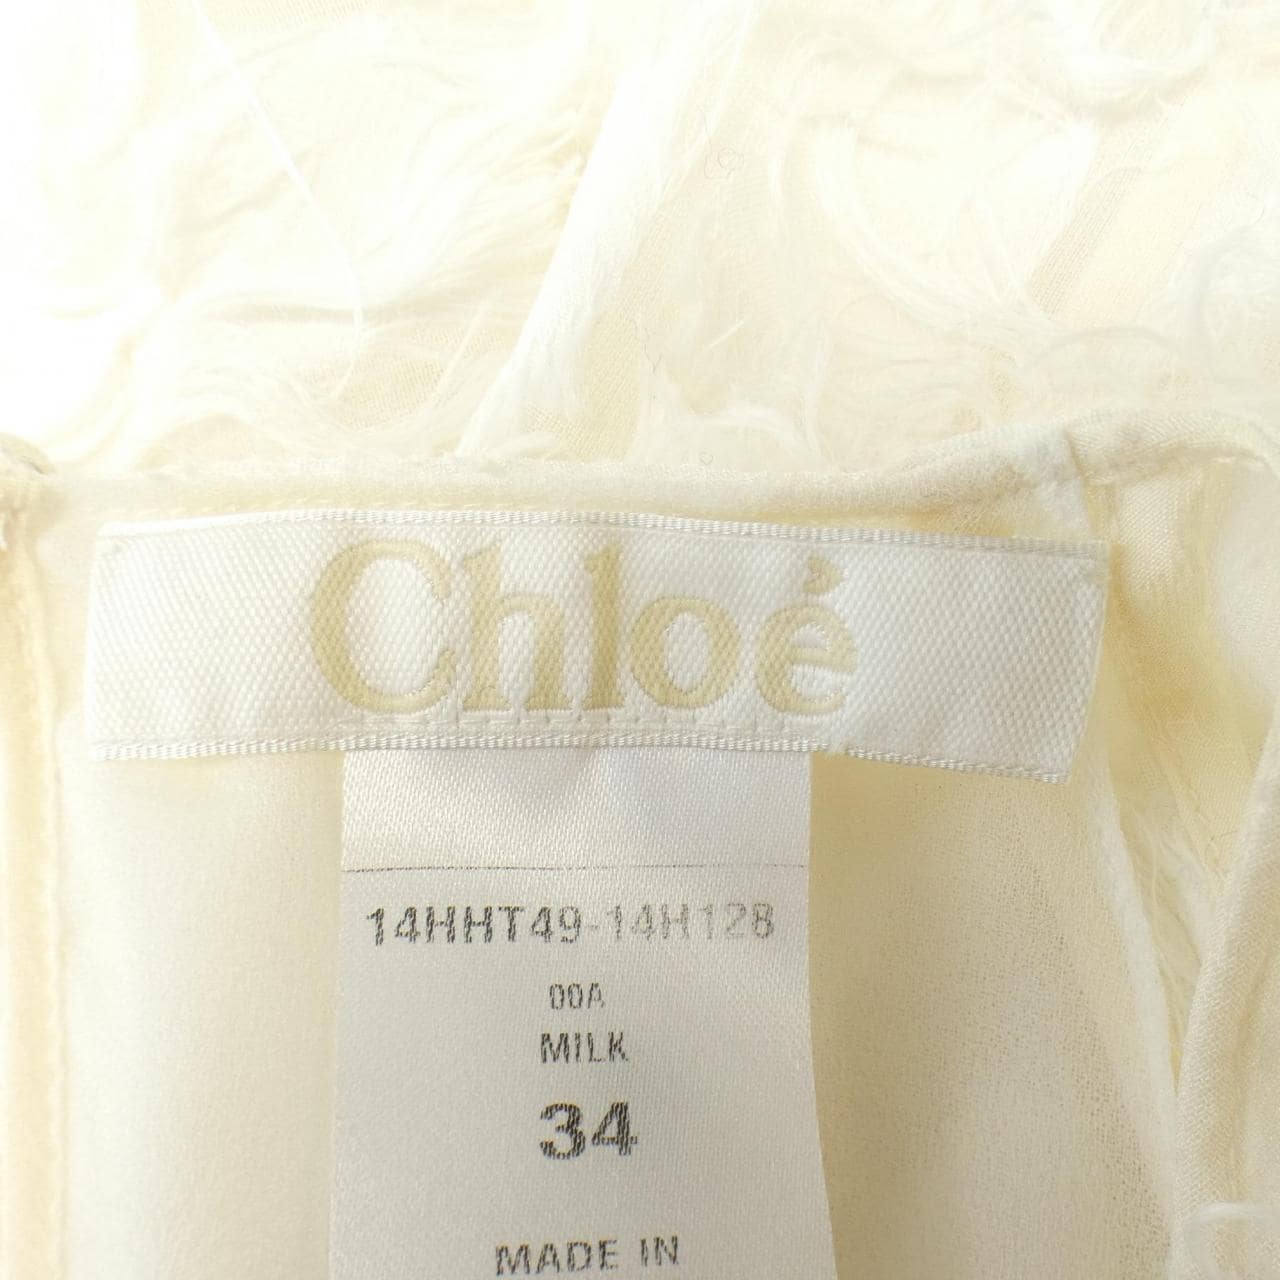 Chloé
14HHT49-14H128
00A
MILK
34
MADE IN